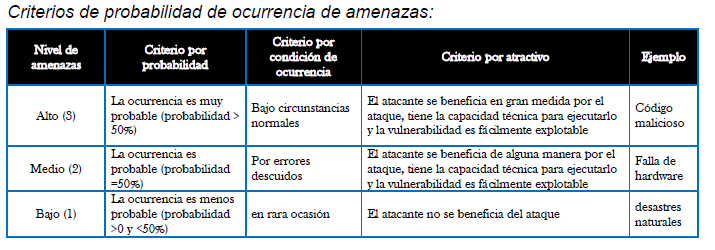 Criterios de probabilidad de ocurrencia de amenazas:
Nivel de
amenazas
Criterio por
probabilidad
Criterio por
condición de
ocurrencia
Criterio por atractivo
Ejemplo
Alto (3)
La ocurrencia es muy
probable (probabilidad >
50%)
Bajo circunstancias
normales
El atacante se beneficia en gran medida por el
ataque, tiene la capacidad técnica para ejecutarlo
y la vulnerabilidad es fácilmente explotable
Código
malicioso
Medio (2)
La ocurrencia es
probable (probabilidad
=50%)
Por errores
descuidos
El atacante se beneficia de alguna manera por el
ataque, tiene la capacidad técnica para ejecutarlo
y la vulnerabilidad es fácilmente explotable
Falla de
hardware
Bajo (1)
La ocurrencia es menos
probable (probabilidad
>0 y <50%)
en rara ocasión
El atacante no se beneficia del ataque
desastres
naturales